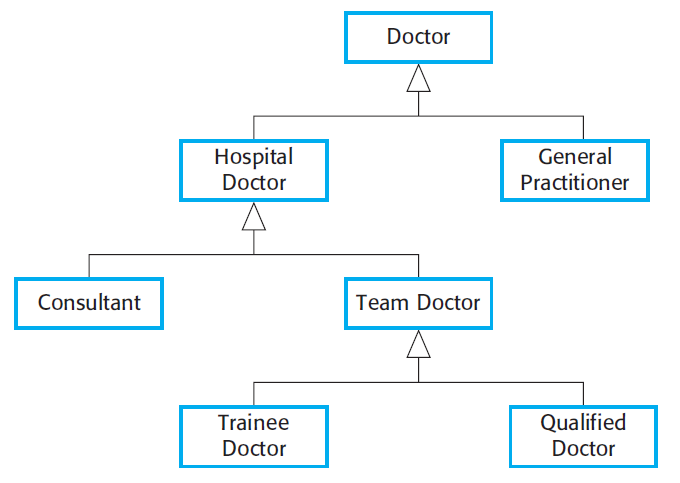 Doctor
Hospital
Doctor
General
Practitioner
Consultant
Team Doctor
Trainee
Doctor
Qualified
Doctor